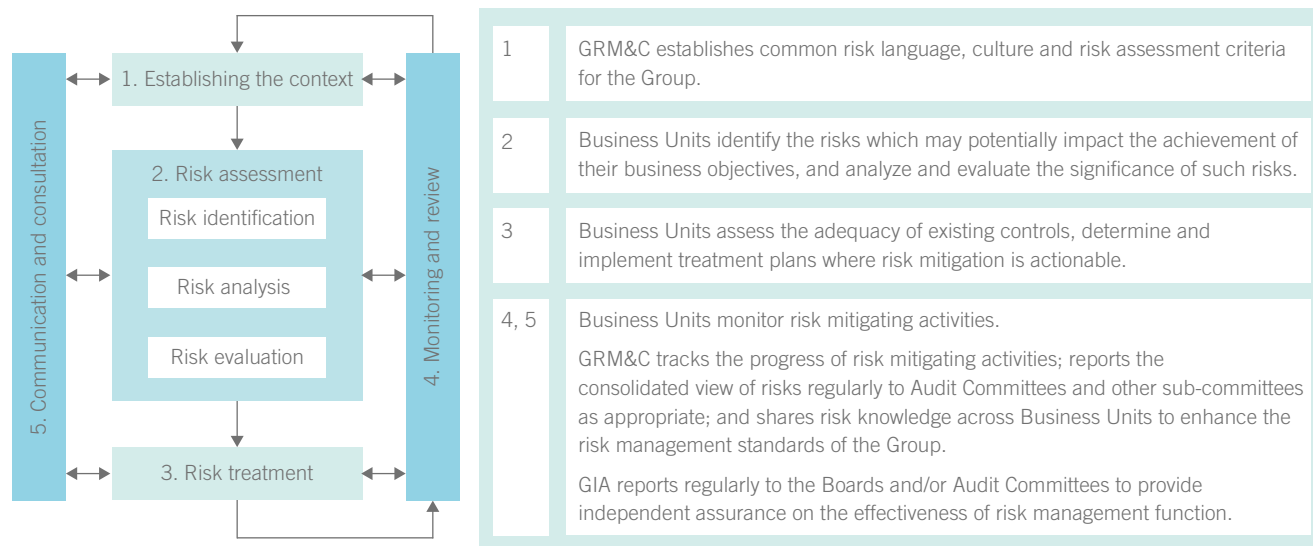 5. Communication and consultation
1. Establishing the context
2. Risk assessment
Risk identification
Risk analysis
Risk evaluation
3. Risk treatment
4. Monitoring and review
1
GRM&C establishes common risk language, culture and risk assessment criteria
for the Group.
2
Business Units identify the risks which may potentially impact the achievement of
their business objectives, and analyze and evaluate the significance of such risks.
3
Business Units assess the adequacy of existing controls, determine and
implement treatment plans where risk mitigation is actionable.
4, 5
Business Units monitor risk mitigating activities.
GRM&C tracks the progress of risk mitigating activities; reports the
consolidated view of risks regularly to Audit Committees and other sub-committees
as appropriate; and shares risk knowledge across Business Units to enhance the
risk management standards of the Group.
GIA reports regularly to the Boards and/or Audit Committees to provide
independent assurance on the effectiveness of risk management function.